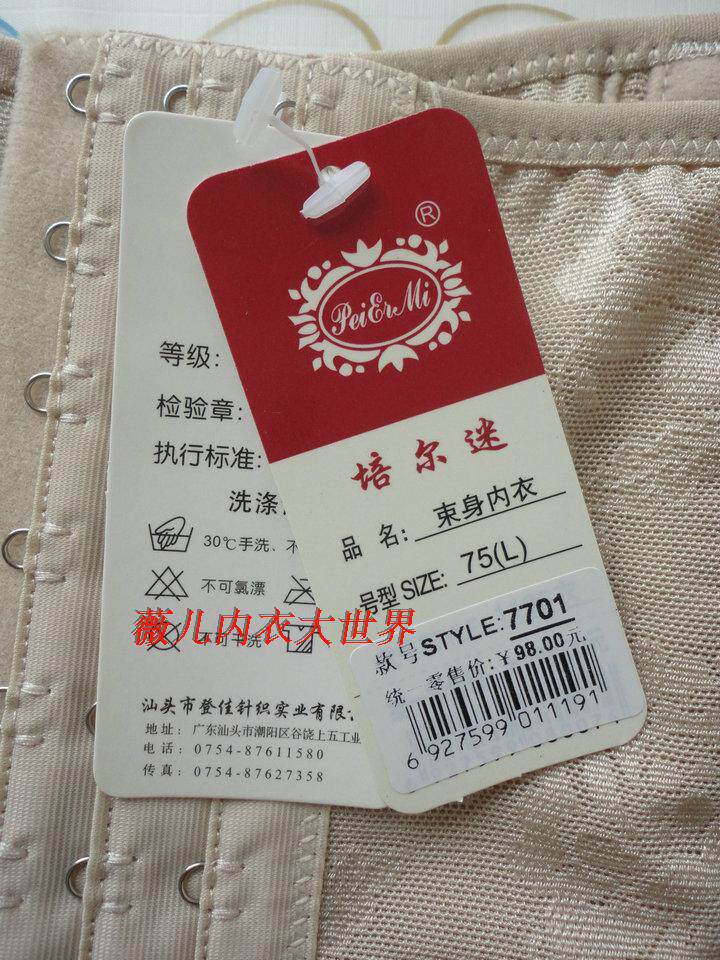 ®
PeiErMi
培尔迷
品名: 束身内衣
号型 SIZE: 75(L)
款号STYLE:7701
统一零售价:￥98.00元
6 927599 011191
等级:
检验章:
执行标准:
洗涤
30℃手洗、不
不可氯漂
不可干洗
薇儿内衣大世界
汕头市登佳针织实业有限
地址: 广东汕头市潮阳区谷饶上五工业
电话: 0754-87611580
传真: 0754-87627358